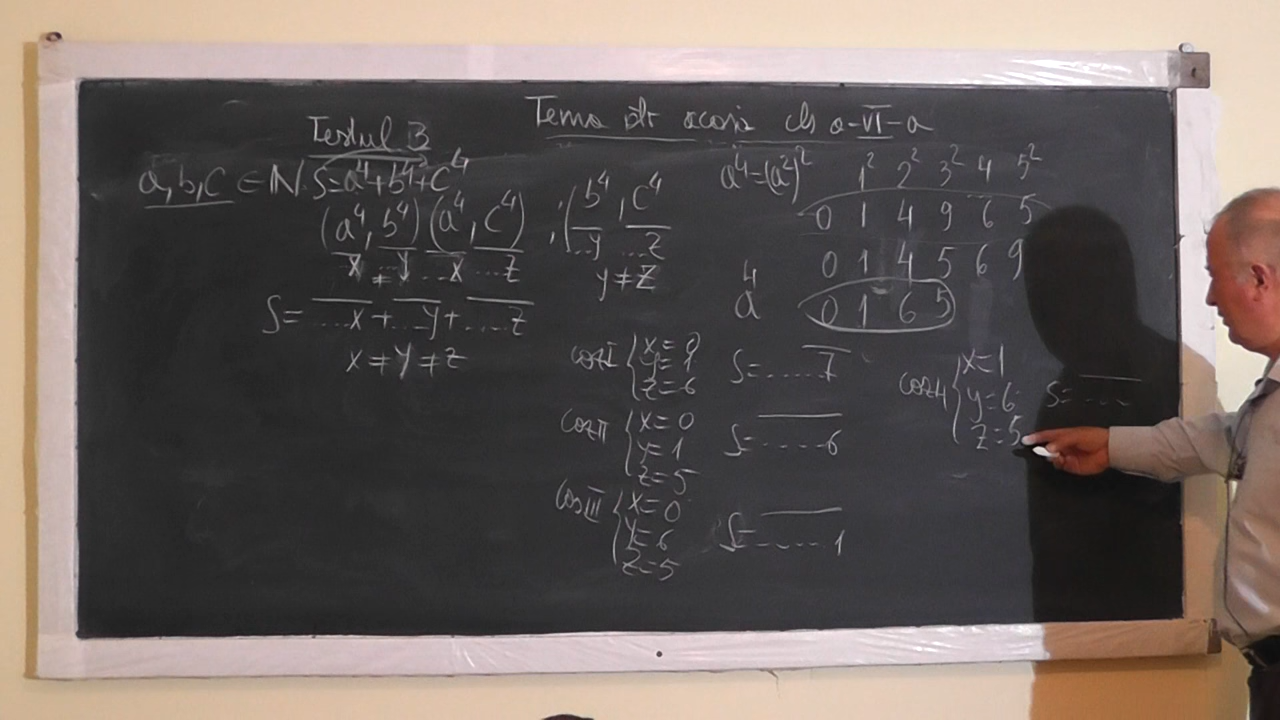 Testul B
Tema ptr acasă cls a-VI-a
a,b,c ∈ N S=a⁴+b⁴+c⁴
(a⁴, b⁴) (a⁴, c⁴) ; (b⁴, c⁴
...x ≠ ...y ...x ...z ...y ...z
y≠z
S= ....x + ....y + .....z
x≠y≠z
a⁴=(a²)² 1² 2² 3² 4 5²
0 1 4 9 6 5
0 1 4 5 6 9
a⁴ 0 1 6 5
caz I { x=0
y=1
z=6
S=.....7
caz II { x=0
y=1
z=5
S=.....6
caz III { x=0
y=6
z=5
S=.....1
caz 4 { x=1
y=6
z=5
S=....